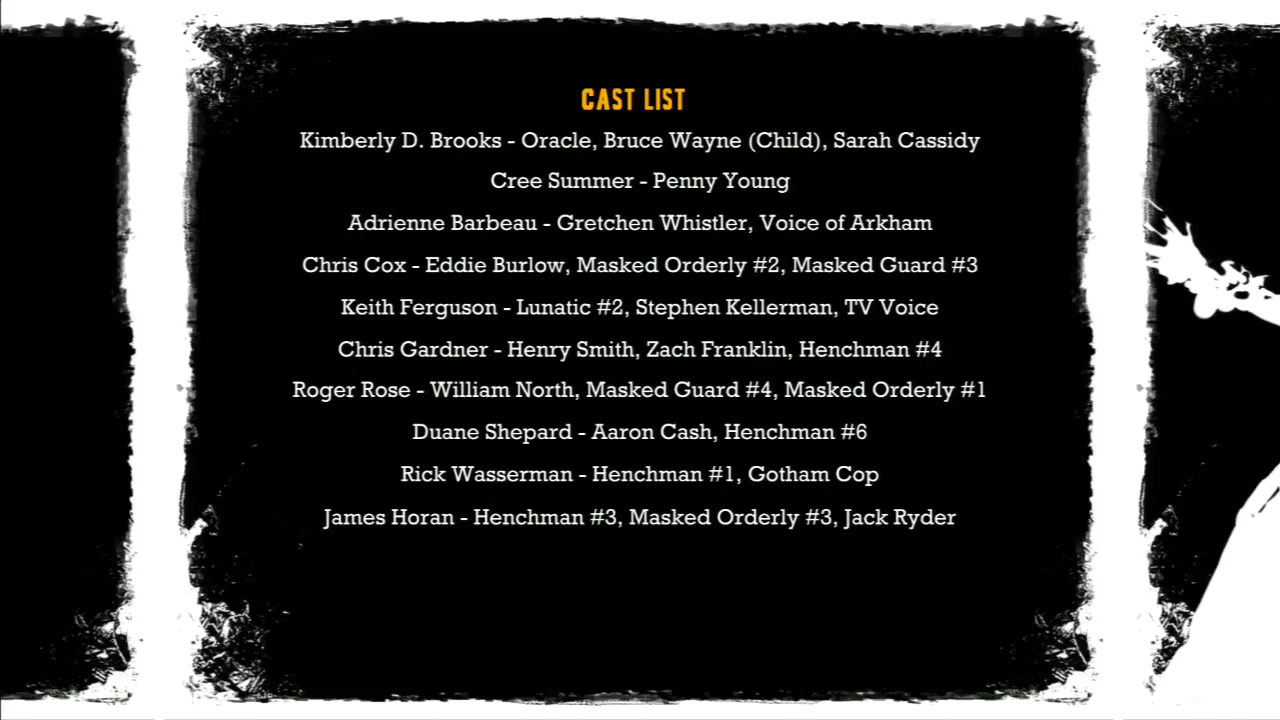 CAST LIST
Kimberly D. Brooks - Oracle, Bruce Wayne (Child), Sarah Cassidy
Cree Summer - Penny Young
Adrienne Barbeau - Gretchen Whistler, Voice of Arkham
Chris Cox - Eddie Burlow, Masked Orderly #2, Masked Guard #3
Keith Ferguson - Lunatic #2, Stephen Kellerman, TV Voice
Chris Gardner - Henry Smith, Zach Franklin, Henchman #4
Roger Rose - William North, Masked Guard #4, Masked Orderly #1
Duane Shepard - Aaron Cash, Henchman #6
Rick Wasserman - Henchman #1, Gotham Cop
James Horan - Henchman #3, Masked Orderly #3, Jack Ryder